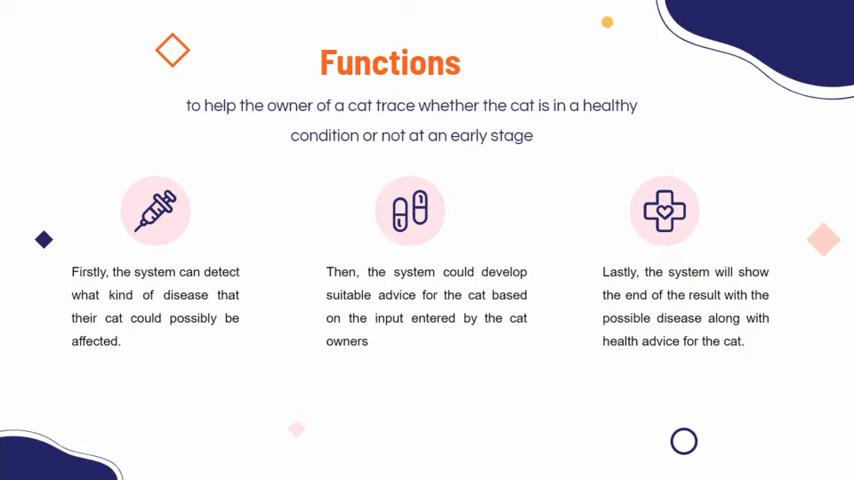 Functions
to help the owner of a cat trace whether the cat is in a healthy
condition or not at an early stage
Firstly, the system can detect
what kind of disease that
their cat could possibly be
affected.
Then, the system could develop
suitable advice for the cat based
on the input entered by the cat
owners
Lastly, the system will show
the end of the result with the
possible disease along with
health advice for the cat.